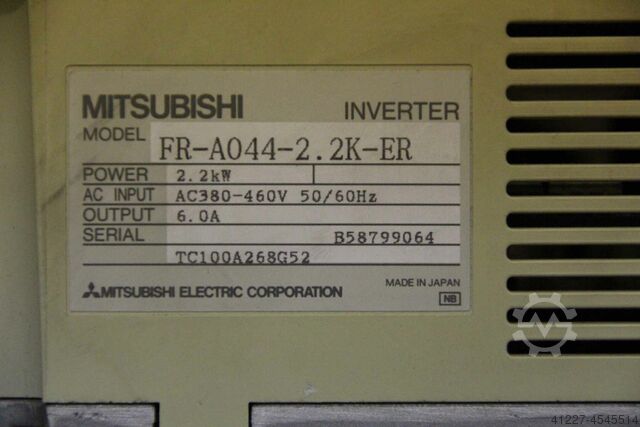 MITSUBISHI INVERTER
MODEL FR-A044-2.2K-ER
POWER 2.2kW
AC INPUT AC380-460V 50/60Hz
OUTPUT 6.0A
SERIAL B58799064
TC100A268G52
MADE IN JAPAN
MITSUBISHI ELECTRIC CORPORATION
NB
41227-4545514